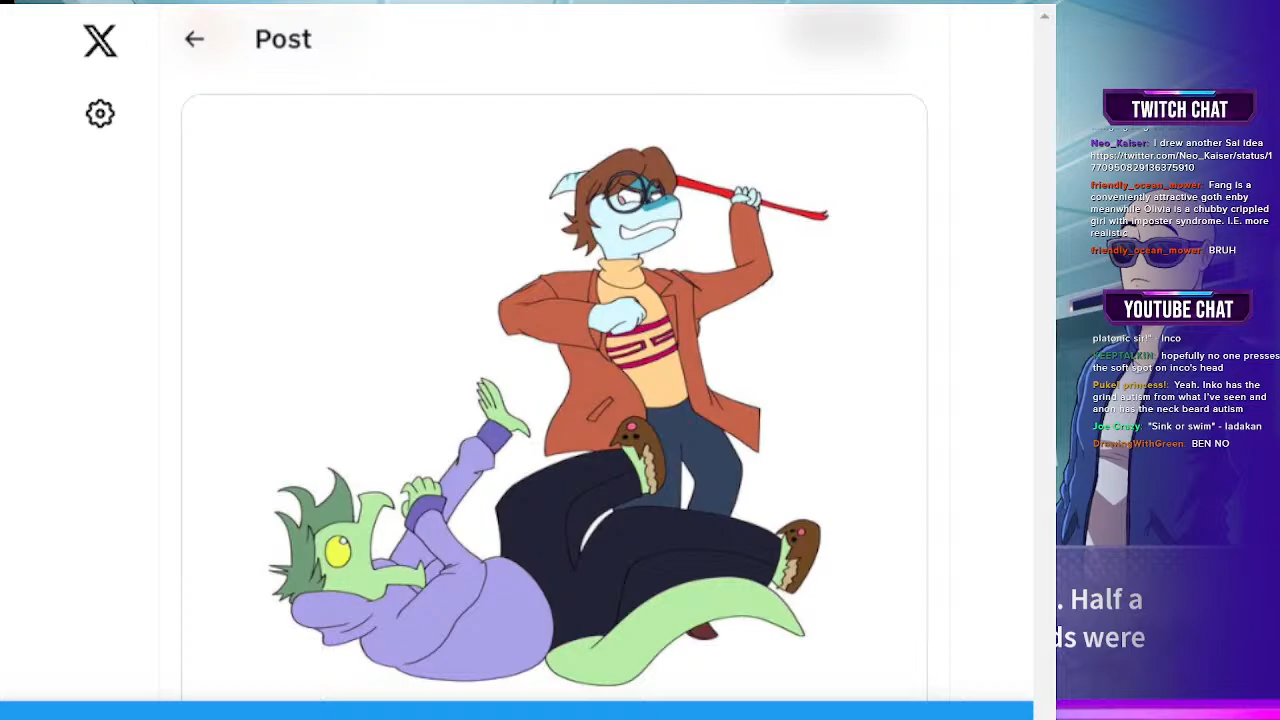 Post
TWITCH CHAT
Neo_Kaiser: I drew another Sal Idea
https://twitter.com/Neo_Kaiser/status/1
770950829136375910
friendly_ocean_mower: Fang is a
conveniently attractive goth enby
meanwhile Olivia is a chubby crippled
girl with imposter syndrome. I.E. more
realistic
friendly_ocean_mower: BRUH
YOUTUBE CHAT
platonic sir!" - Inco
KEEPTALKIN: hopefully no one presses
the soft spot on inco's head
Pukei princess!: Yeah. Inko has the
grind autism from what I've seen and
anon has the neck beard autism
Joe Crazy: "Sink or swim" - ladakan
DrawingWithGreen: BEN NO
. Half a
ds were